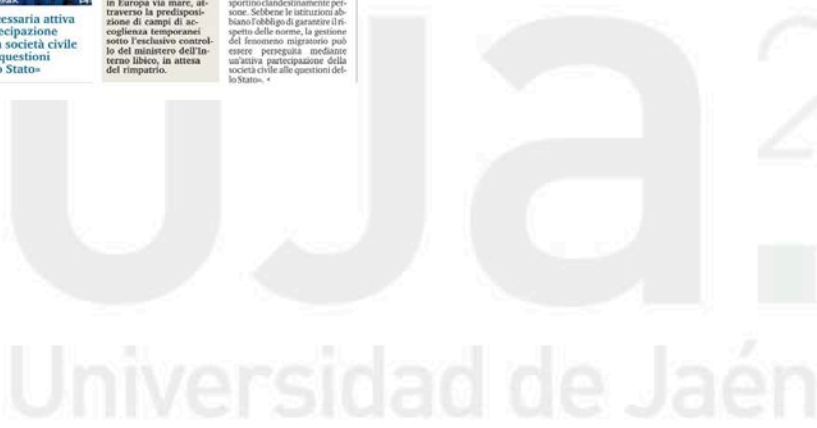 essaria attiva
ecipazione
società civile
questioni
Stato»
in Europa via mare, at-
traverso la predisposi-
zione di campi di ac-
coglienza temporanei
sotto l'esclusivo control-
lo del ministero dell'In-
terno libico, in attesa
del rimpatrio.
sportino clandestinamente per-
sone. Sebbene le istituzioni ab-
biano l'obbligo di garantire il ri-
spetto delle norme, la gestione
del fenomeno migratorio può
essere perseguita mediante
un'attiva partecipazione della
società civile alle questioni del-
lo Stato».
uja.
Universidad de Jaén